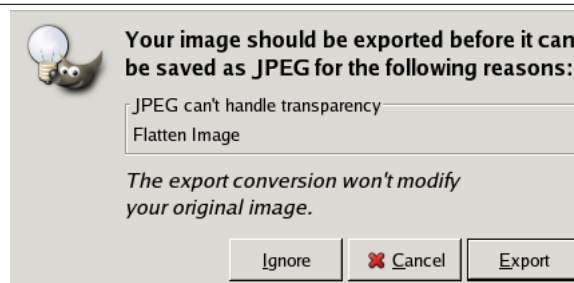 Your image should be exported before it can
be saved as JPEG for the following reasons:
JPEG can't handle transparency
Flatten Image
The export conversion won't modify
your original image.
Ignore
Cancel
Export